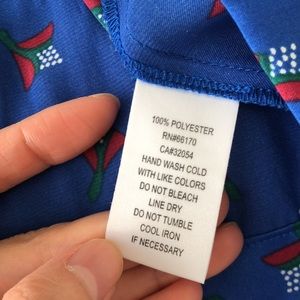 100% POLYESTER
RN#66170
CA#32054
HAND WASH COLD
WITH LIKE COLORS
DO NOT BLEACH
LINE DRY
DO NOT TUMBLE
COOL IRON
IF NECESSARY